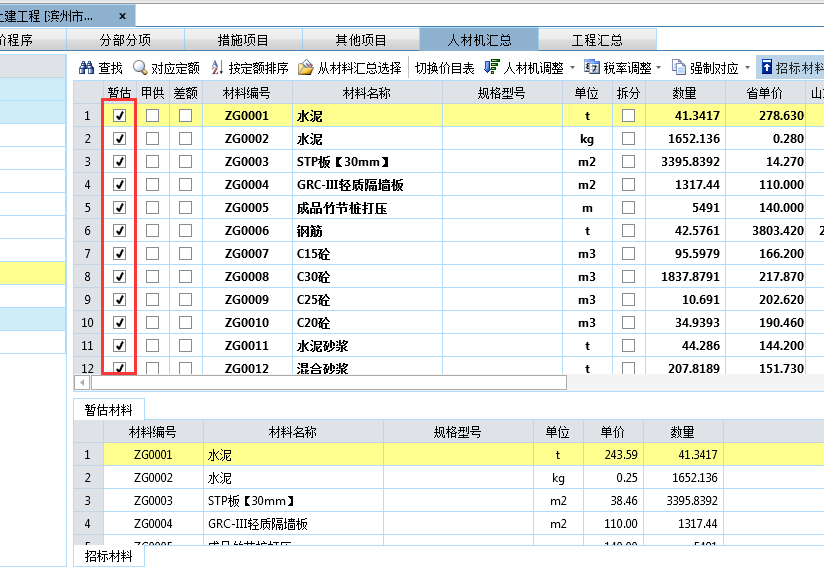 土建工程 [滨州市... ×
价程序 分部分项 措施项目 其他项目 人材机汇总 工程汇总
查找 对应定额 按定额排序 从材料汇总选择 切换价目表 人材机调整 税率调整 强制对应 招标材料
暂估 甲供 差额 材料编号 材料名称 规格型号 单位 拆分 数量 省单价 山
1 ZG0001 水泥 t 41.3417 278.630
2 ZG0002 水泥 kg 1652.136 0.280
3 ZG0003 STP板【30mm】 m2 3395.8392 14.270
4 ZG0004 GRC-III轻质隔墙板 m2 1317.44 110.000
5 ZG0005 成品竹节桩打压 m 5491 140.000
6 ZG0006 钢筋 t 42.5761 3803.420 2
7 ZG0007 C15砼 m3 95.5979 166.200
8 ZG0008 C30砼 m3 1837.8791 217.870
9 ZG0009 C25砼 m3 10.691 202.620
10 ZG0010 C20砼 m3 34.9393 190.460
11 ZG0011 水泥砂浆 t 44.286 144.200
12 ZG0012 混合砂浆 t 207.8189 151.730
暂估材料
材料编号 材料名称 规格型号 单位 单价 数量
1 ZG0001 水泥 t 243.59 41.3417
2 ZG0002 水泥 kg 0.25 1652.136
3 ZG0003 STP板【30mm】 m2 38.46 3395.8392
4 ZG0004 GRC-III轻质隔墙板 m2 110.00 1317.44
5 ZG0005 成品竹节桩打压 140.00 5491
招标材料